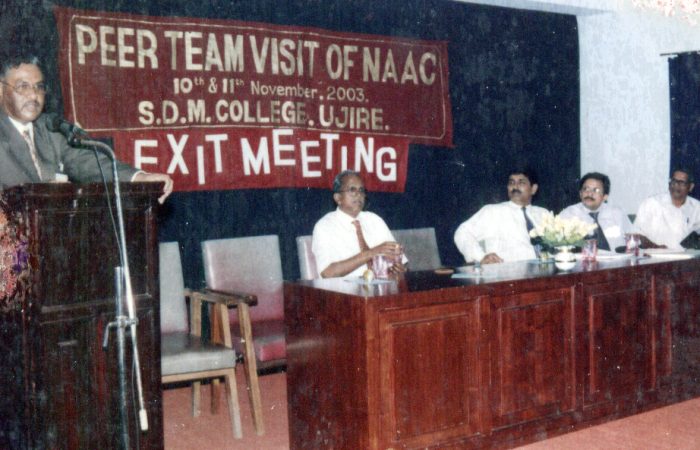 PEER TEAM VISIT OF NAAC
10th & 11th November, 2003.
S.D.M. COLLEGE, UJIRE.
EXIT MEETING